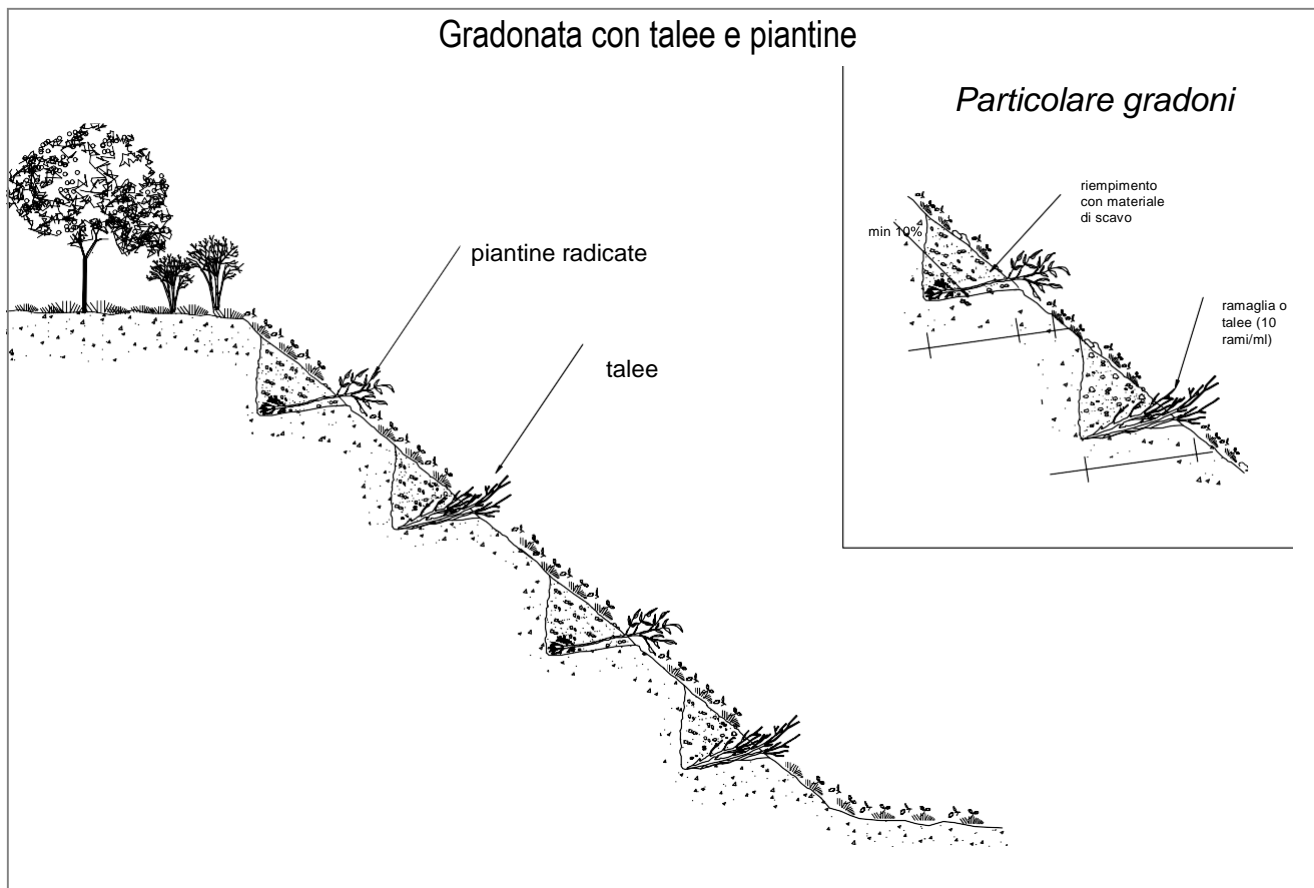 Gradonata con talee e piantine
Particolare gradoni
riempimento
con materiale
di scavo
min 10%
piantine radicate
ramaglia o
talee (10
rami/ml)
talee